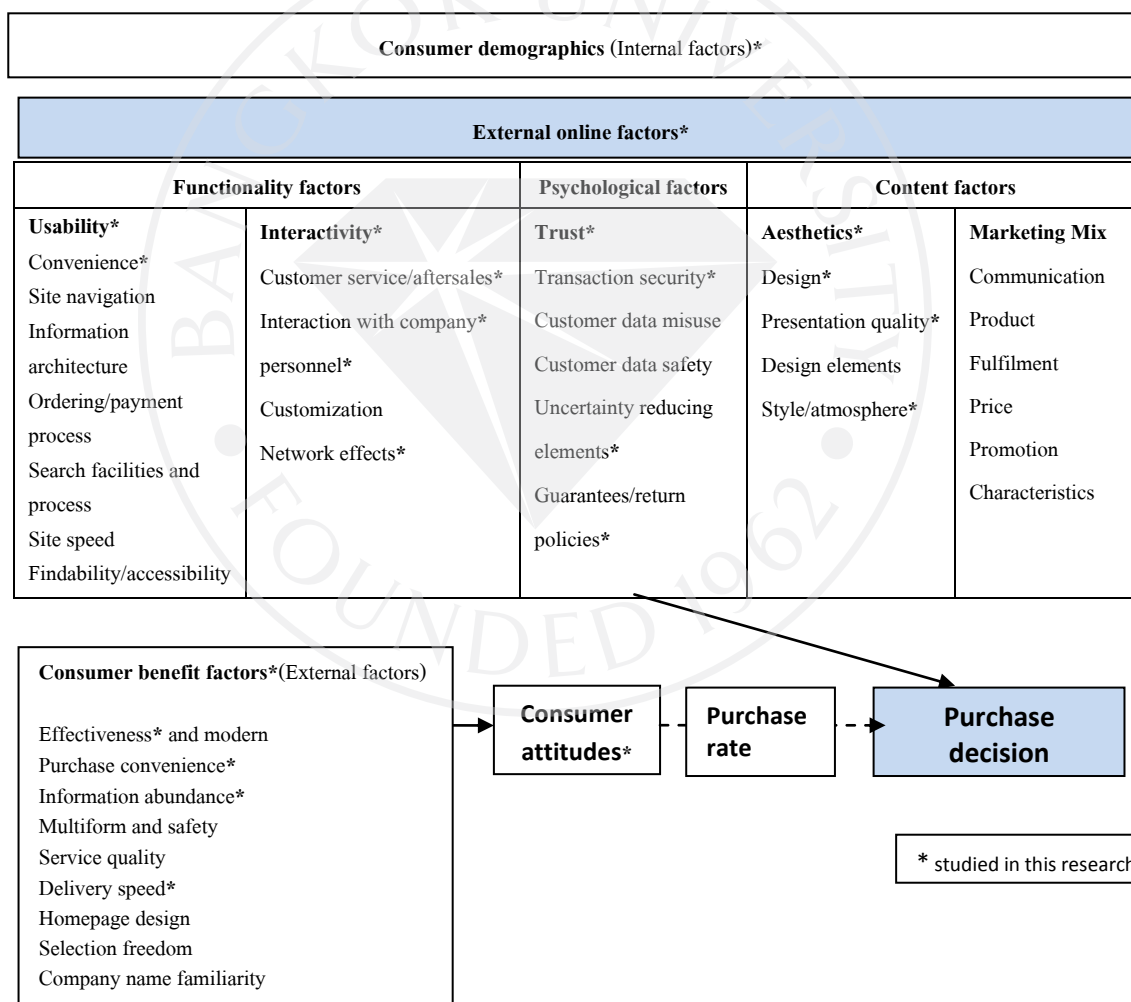 Consumer demographics (Internal factors)*
External online factors*
Functionality factors
Psychological factors
Content factors
Usability*
Convenience*
Site navigation
Information
architecture
Ordering/payment
process
Search facilities and
process
Site speed
Findability/accessibility
Interactivity*
Customer service/aftersales*
Interaction with company*
personnel*
Customization
Network effects*
Trust*
Transaction security*
Customer data misuse
Customer data safety
Uncertainty reducing
elements*
Guarantees/return
policies*
Aesthetics*
Design*
Presentation quality*
Design elements
Style/atmosphere*
Marketing Mix
Communication
Product
Fulfilment
Price
Promotion
Characteristics
Consumer benefit factors*(External factors)
Effectiveness* and modern
Purchase convenience*
Information abundance*
Multiform and safety
Service quality
Delivery speed*
Homepage design
Selection freedom
Company name familiarity
Consumer
attitudes*
Purchase
rate
Purchase
decision
* studied in this research
BANGKOK UNIVERSITY
FOUNDED 1962